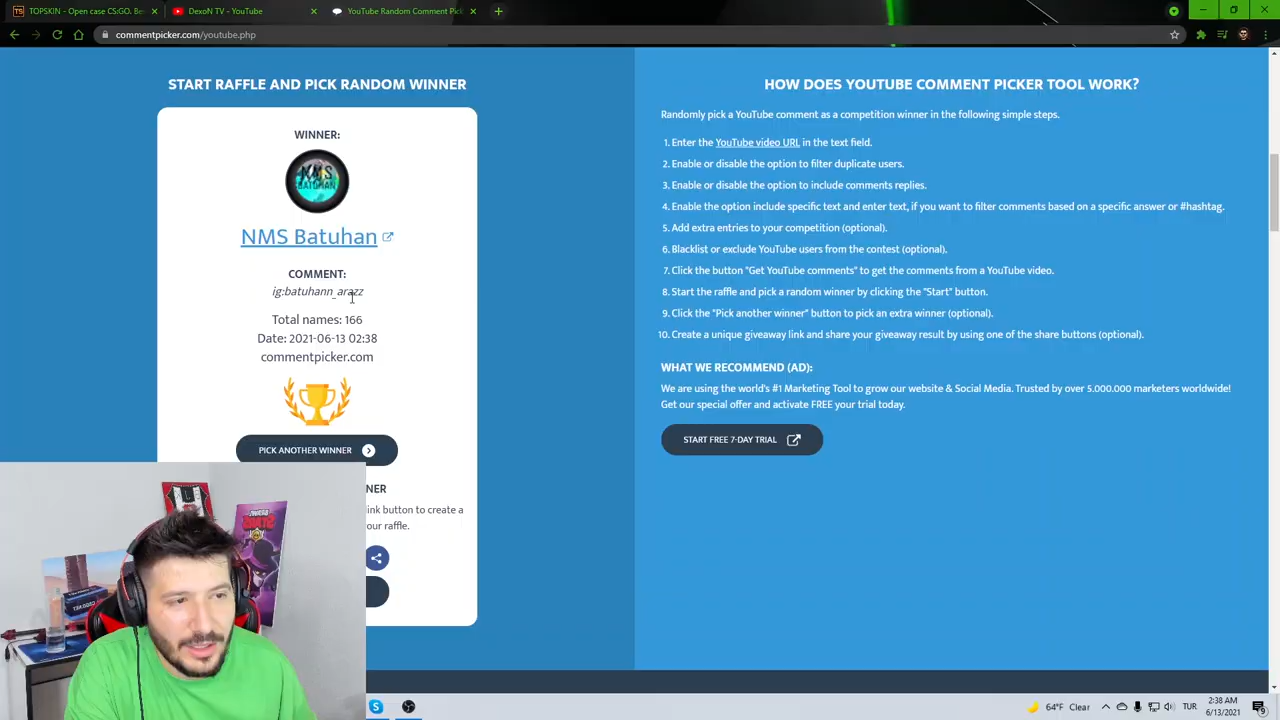 TOPSKIN - Open case CS:GO. Be
DexoN TV - YouTube
YouTube Random Comment Pick
commentpicker.com/youtube.php
START RAFFLE AND PICK RANDOM WINNER
WINNER:
NMS
BATUHAN
NMS Batuhan
COMMENT:
ig:batuhann_arazz
Total names: 166
Date: 2021-06-13 02:38
commentpicker.com
PICK ANOTHER WINNER
NER
ink button to create a
our raffle.
HOW DOES YOUTUBE COMMENT PICKER TOOL WORK?
Randomly pick a YouTube comment as a competition winner in the following simple steps.
1. Enter the YouTube video URL in the text field.
2. Enable or disable the option to filter duplicate users.
3. Enable or disable the option to include comments replies.
4. Enable the option include specific text and enter text, if you want to filter comments based on a specific answer or #hashtag.
5. Add extra entries to your competition (optional).
6. Blacklist or exclude YouTube users from the contest (optional).
7. Click the button "Get YouTube comments" to get the comments from a YouTube video.
8. Start the raffle and pick a random winner by clicking the "Start" button.
9. Click the "Pick another winner" button to pick an extra winner (optional).
10. Create a unique giveaway link and share your giveaway result by using one of the share buttons (optional).
WHAT WE RECOMMEND (AD):
We are using the world's #1 Marketing Tool to grow our website & Social Media. Trusted by over 5.000.000 marketers worldwide!
Get our special offer and activate FREE your trial today.
START FREE 7-DAY TRIAL
64°F Clear
TUR
2:38 AM
6/13/2021